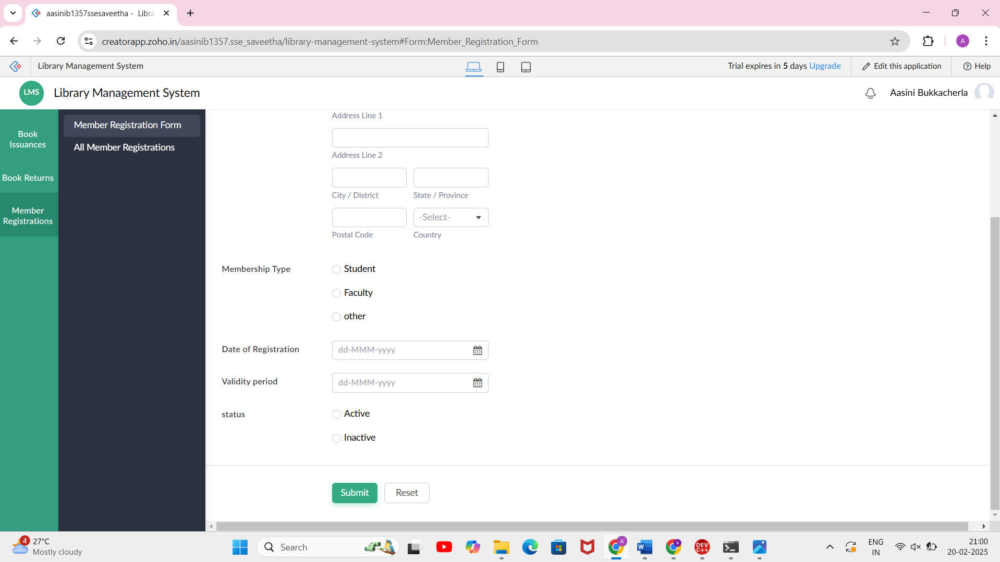 aasinib1357ssesaveetha - Libra
creatorapp.zoho.in/aasinib1357.sse_saveetha/library-management-system#Form:Member_Registration_Form
A
Library Management System
Trial expires in 5 days Upgrade
Edit this application
Help
LMS
Library Management System
Aasini Bukkacherla
Book
Issuances
Book Returns
Member
Registrations
Member Registration Form
All Member Registrations
Address Line 1
Address Line 2
City / District
State / Province
-Select-
Postal Code
Country
Membership Type
Student
Faculty
other
Date of Registration
dd-MMM-yyyy
Validity period
dd-MMM-yyyy
status
Active
Inactive
Submit
Reset
4
27°C
Mostly cloudy
Search
A
W
a
DEV
C++
ENG
IN
21:00
20-02-2025